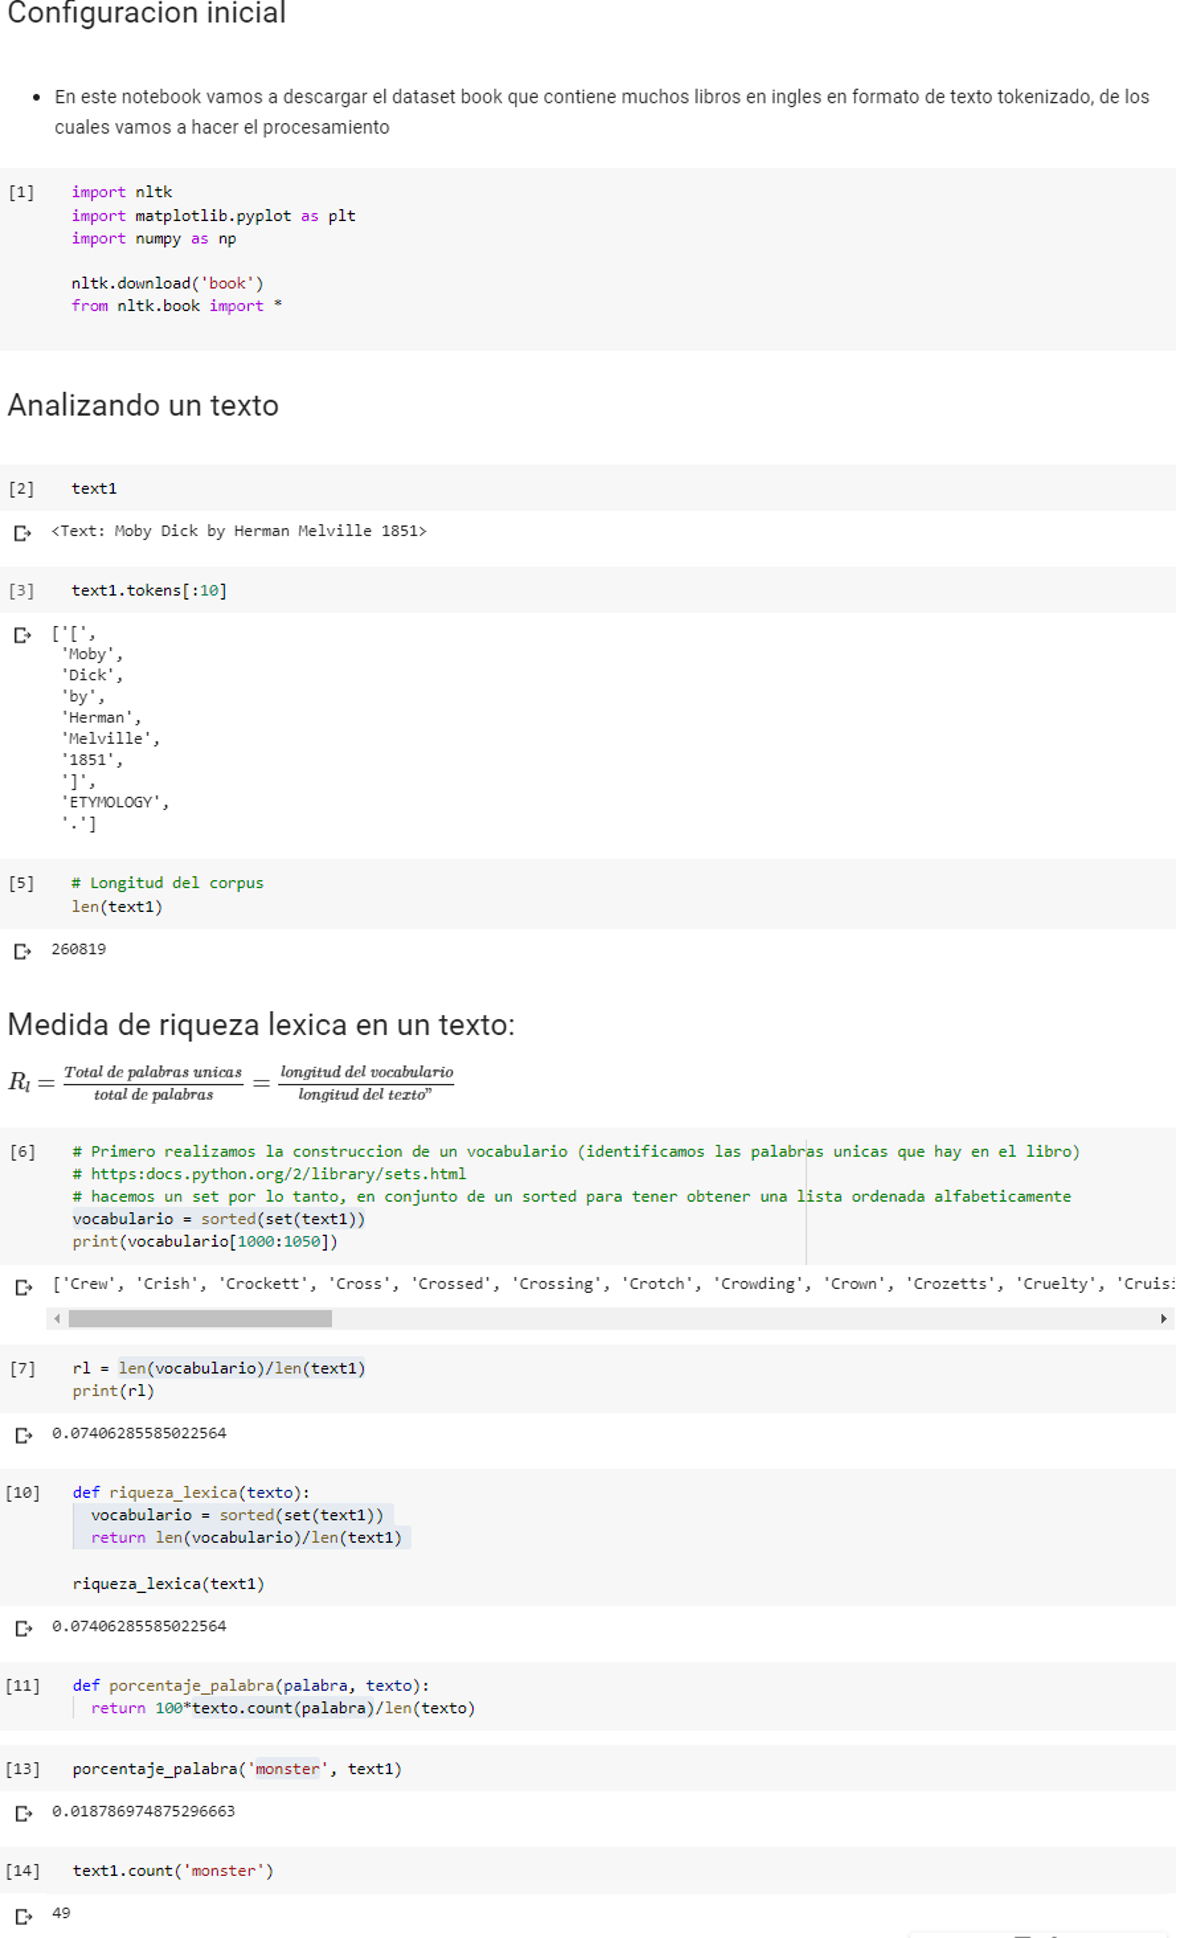 Configuracion inicial
• En este notebook vamos a descargar el dataset book que contiene muchos libros en ingles en formato de texto tokenizado, de los
cuales vamos a hacer el procesamiento
[1] import nltk
import matplotlib.pyplot as plt
import numpy as np
nltk.download('book')
from nltk.book import *
Analizando un texto
[2] text1
<Text: Moby Dick by Herman Melville 1851>
[3] text1.tokens[:10]
['[',
'Moby',
'Dick',
'by',
'Herman',
'Melville',
'1851',
']',
'ETYMOLOGY',
'.']
[5] # Longitud del corpus
len(text1)
260819
Medida de riqueza lexica en un texto:
R_l = Total de palabras unicas / total de palabras = longitud del vocabulario / longitud del texto”
[6] # Primero realizamos la construccion de un vocabulario (identificamos las palabras unicas que hay en el libro)
# https:docs.python.org/2/library/sets.html
# hacemos un set por lo tanto, en conjunto de un sorted para tener obtener una lista ordenada alfabeticamente
vocabulario = sorted(set(text1))
print(vocabulario[1000:1050])
['Crew', 'Crish', 'Crockett', 'Cross', 'Crossed', 'Crossing', 'Crotch', 'Crowding', 'Crown', 'Crozetts', 'Cruelty', 'Cruisi
[7] rl = len(vocabulario)/len(text1)
print(rl)
0.07406285585022564
[10] def riqueza_lexica(texto):
vocabulario = sorted(set(text1))
return len(vocabulario)/len(text1)
riqueza_lexica(text1)
0.07406285585022564
[11] def porcentaje_palabra(palabra, texto):
return 100*texto.count(palabra)/len(texto)
[13] porcentaje_palabra('monster', text1)
0.018786974875296663
[14] text1.count('monster')
49